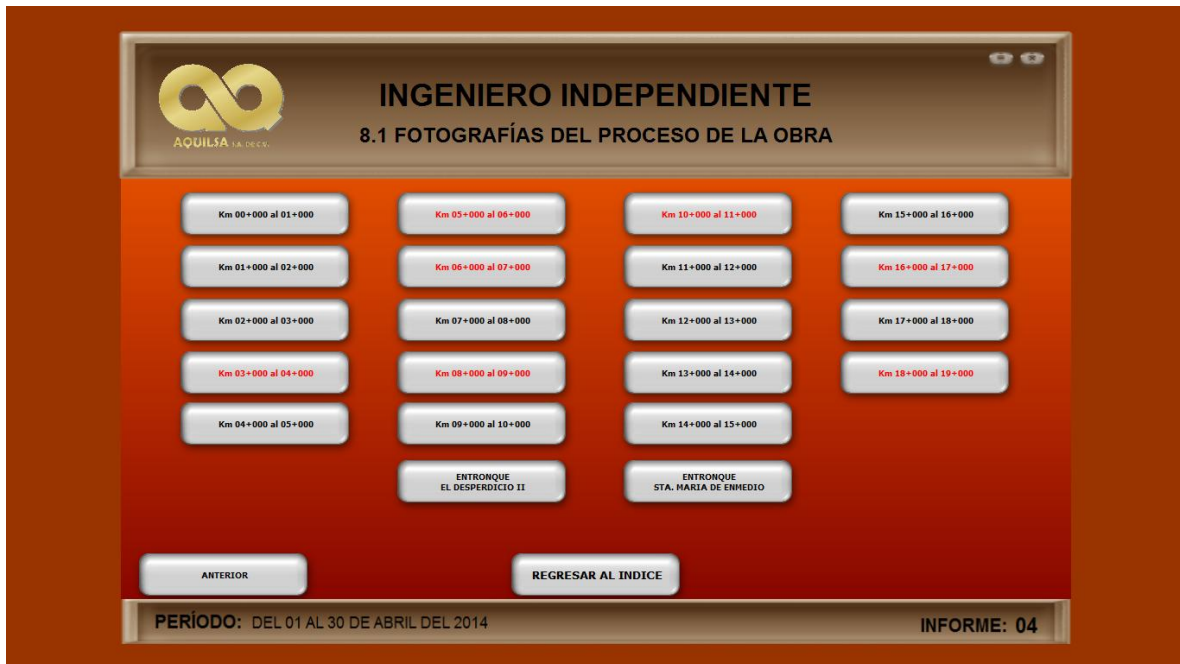 INGENIERO INDEPENDIENTE
8.1 FOTOGRAFÍAS DEL PROCESO DE LA OBRA
AQUILSA S.A. DE C.V.
Km 00+000 al 01+000
Km 05+000 al 06+000
Km 10+000 al 11+000
Km 15+000 al 16+000
Km 01+000 al 02+000
Km 06+000 al 07+000
Km 11+000 al 12+000
Km 16+000 al 17+000
Km 02+000 al 03+000
Km 07+000 al 08+000
Km 12+000 al 13+000
Km 17+000 al 18+000
Km 03+000 al 04+000
Km 08+000 al 09+000
Km 13+000 al 14+000
Km 18+000 al 19+000
Km 04+000 al 05+000
Km 09+000 al 10+000
Km 14+000 al 15+000
ENTRONQUE
EL DESPERDICIO II
ENTRONQUE
STA. MARIA DE ENMEDIO
ANTERIOR
REGRESAR AL INDICE
PERÍODO: DEL 01 AL 30 DE ABRIL DEL 2014
INFORME: 04